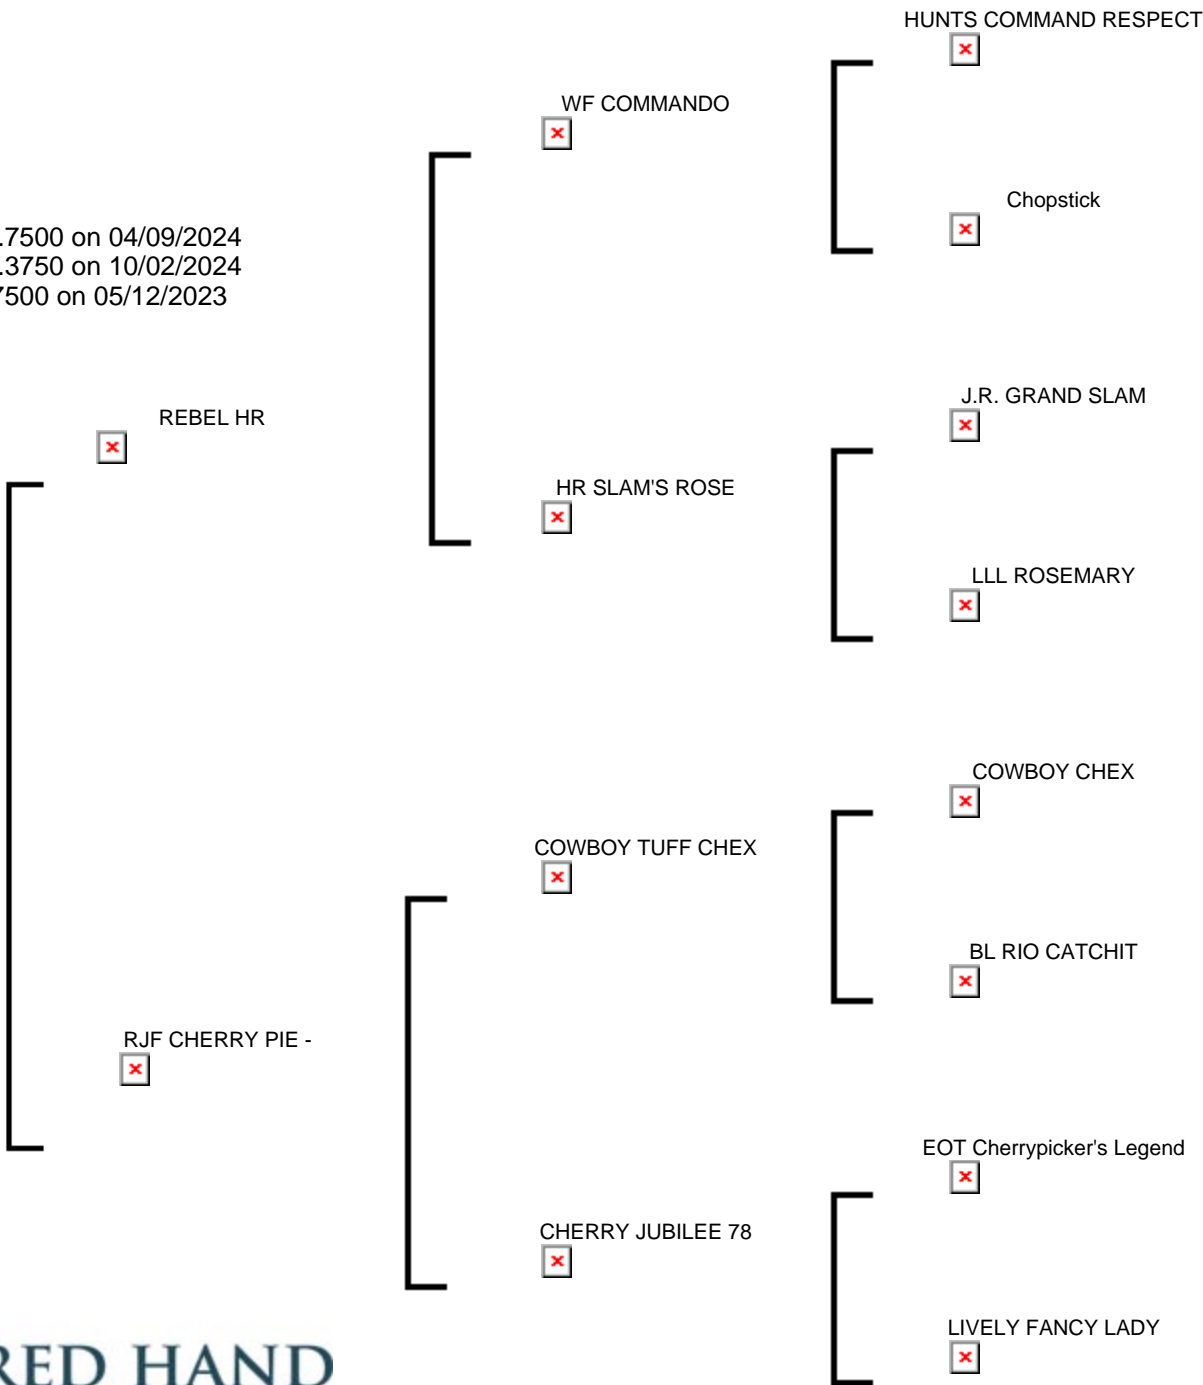 HUNTS COMMAND RESPECT
WF COMMANDO
Chopstick
.7500 on 04/09/2024
.3750 on 10/02/2024
7500 on 05/12/2023
J.R. GRAND SLAM
REBEL HR
HR SLAM'S ROSE
LLL ROSEMARY
COWBOY CHEX
COWBOY TUFF CHEX
BL RIO CATCHIT
RJF CHERRY PIE -
EOT Cherrypicker's Legend
CHERRY JUBILEE 78
LIVELY FANCY LADY
RED HAND